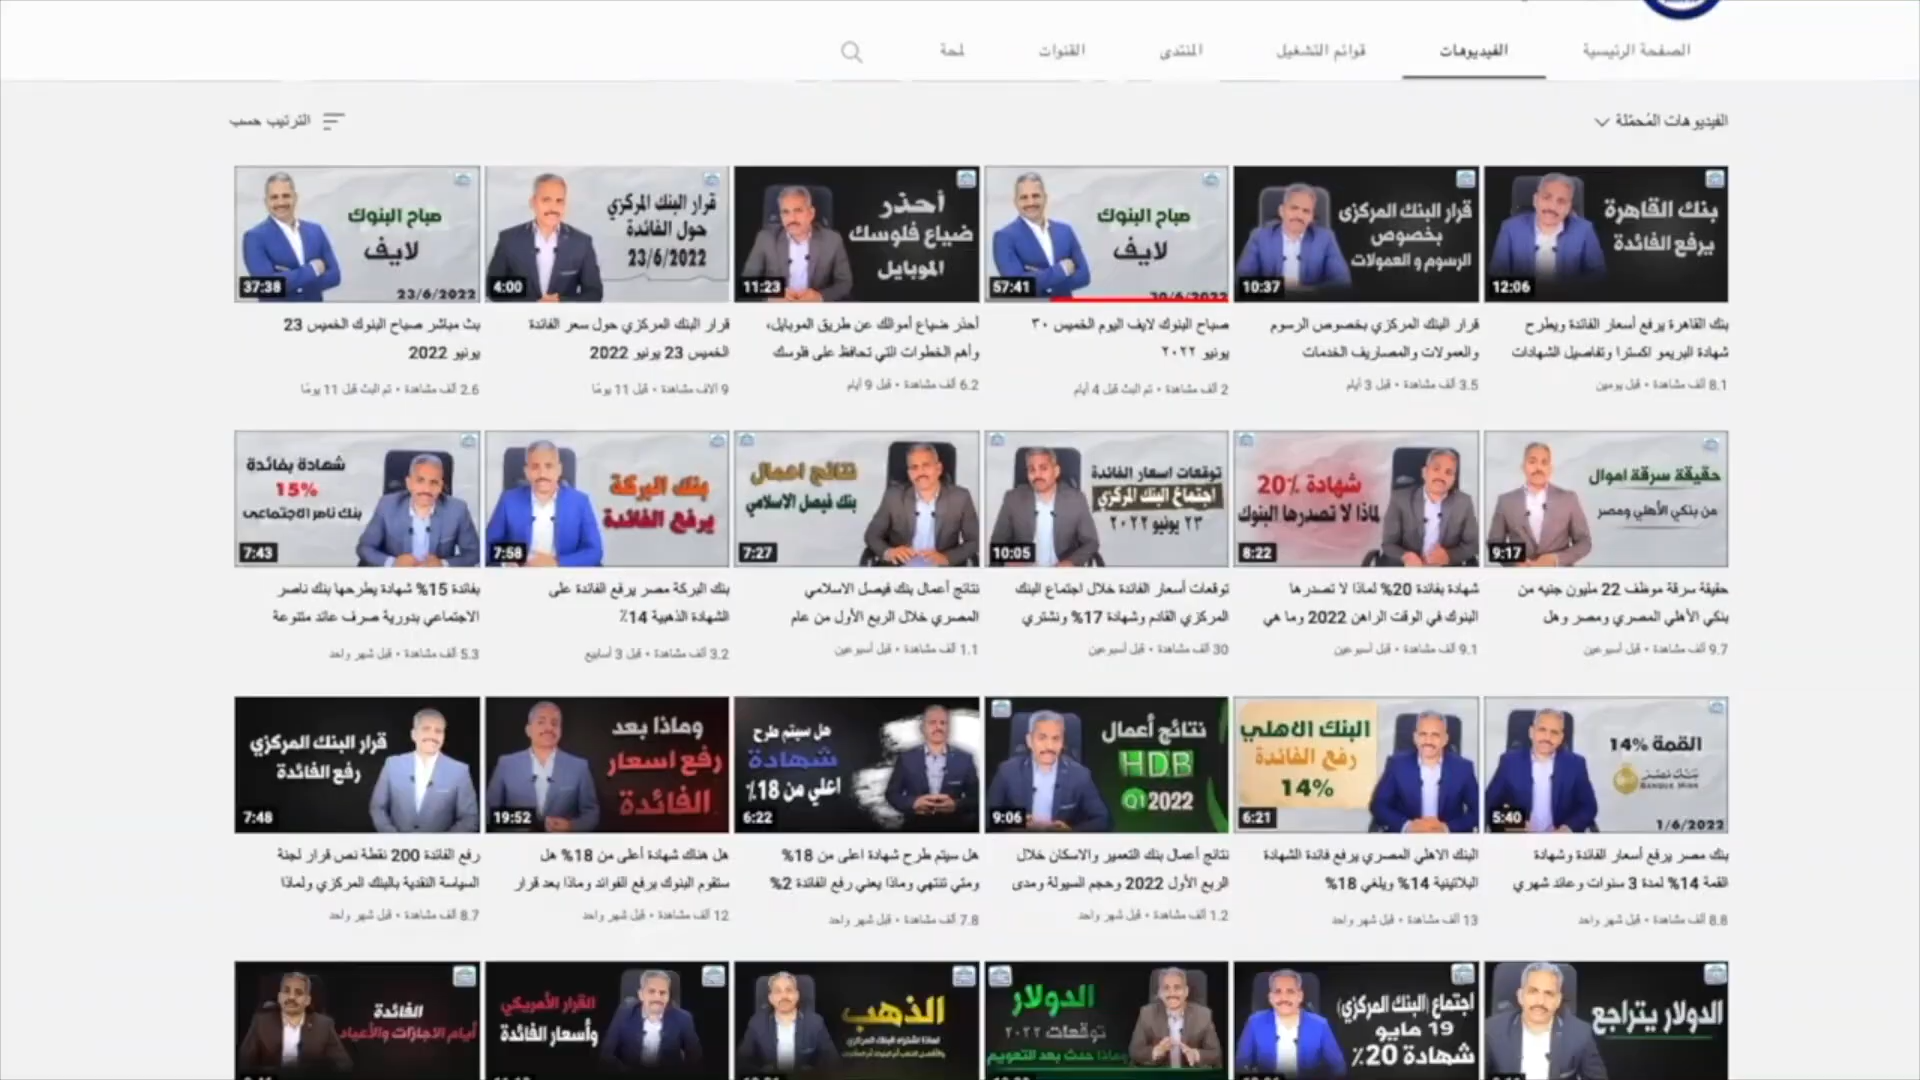 الصفحة الرئيسية
الفيديوهات
قوائم التشغيل
المنتدى
القنوات
لمحة
الفيديوهات المُحمّلة
الترتيب حسب
بنك القاهرة
يرفع الفائدة
12:06
بنك القاهرة يرفع أسعار الفائدة ويطرح
شهادة البريمو اكسترا وتفاصيل الشهادات
8.1 ألف مشاهدة • قبل يومين
قرار البنك المركزى
بخصوص
الرسوم و العمولات
10:37
قرار البنك المركزي بخصوص الرسوم
والعمولات والمصاريف الخدمات
3.5 ألف مشاهدة • قبل 3 أيام
صباح البنوك
لايف
30/6/2022
57:41
صباح البنوك لايف اليوم الخميس ٣٠
يونيو ٢٠٢٢
2 ألف مشاهدة • تم البث قبل 4 أيام
أحذر
ضياع فلوسك
الموبايل
11:23
أحذر ضياع أموالك عن طريق الموبايل،
وأهم الخطوات التي تحافظ على فلوسك
6.2 ألف مشاهدة • قبل 9 أيام
قرار البنك المركزي
حول الفائدة
23/6/2022
4:00
قرار البنك المركزي حول سعر الفائدة
الخميس 23 يونيو 2022
9 آلاف مشاهدة • قبل 11 يومًا
صباح البنوك
لايف
23/6/2022
37:38
بث مباشر صباح البنوك الخميس 23
يونيو 2022
2.6 ألف مشاهدة • تم البث قبل 11 يومًا
حقيقة سرقة اموال
من بنكي الأهلي ومصر
9:17
حقيقة سرقة موظف 22 مليون جنيه من
بنكي الأهلي المصري ومصر وهل
9.7 ألف مشاهدة • قبل أسبوعين
شهادة 20%
لماذا لا تصدرها البنوك
8:22
شهادة بفائدة 20% لماذا لا تصدرها
البنوك في الوقت الراهن 2022 وما هي
9.1 ألف مشاهدة • قبل أسبوعين
توقعات اسعار الفائدة
اجتماع البنك المركزي
٢٣ يونيو ٢٠٢٢
10:05
توقعات أسعار الفائدة خلال اجتماع البنك
المركزي القادم وشهادة 17% ونشتري
30 ألف مشاهدة • قبل أسبوعين
نتائج اعمال
بنك فيصل الاسلامي
7:27
نتائج أعمال بنك فيصل الاسلامي
المصري خلال الربع الأول من عام
1.1 ألف مشاهدة • قبل أسبوعين
بنك البركة
يرفع الفائدة
7:58
بنك البركة مصر يرفع الفائدة على
الشهادة الذهبية 14٪
3.2 ألف مشاهدة • قبل 3 أسابيع
شهادة بفائدة
15%
بنك ناصر الاجتماعى
7:43
بفائدة 15% شهادة يطرحها بنك ناصر
الاجتماعي بدورية صرف عائد متنوعة
5.3 ألف مشاهدة • قبل شهر واحد
القمة 14%
بنك مصر
BANQUE MISR
1/6/2022
5:40
بنك مصر يرفع أسعار الفائدة وشهادة
القمة 14% لمدة 3 سنوات وعائد شهري
8.8 ألف مشاهدة • قبل شهر واحد
البنك الاهلي
رفع الفائدة
14%
6:21
البنك الاهلي المصري يرفع فائدة الشهادة
البلاتينية 14% ويلغي 18%
13 ألف مشاهدة • قبل شهر واحد
نتائج أعمال
HDB
Q1 2022
9:06
نتائج أعمال بنك التعمير والاسكان خلال
الربع الأول 2022 وحجم السيولة ومدى
1.2 ألف مشاهدة • قبل شهر واحد
هل سيتم طرح
شهادة
اعلي من 18٪
6:22
هل سيتم طرح شهادة اعلى من 18%
ومتي تنتهي وماذا يعني رفع الفائدة 2%
7.8 ألف مشاهدة • قبل شهر واحد
وماذا بعد
رفع اسعار
الفائدة
19:52
هل هناك شهادة أعلى من 18% هل
ستقوم البنوك برفع الفوائد وماذا بعد قرار
12 ألف مشاهدة • قبل شهر واحد
قرار البنك المركزي
رفع الفائدة
7:48
رفع الفائدة 200 نقطة نص قرار لجنة
السياسة النقدية بالبنك المركزي ولماذا
8.7 ألف مشاهدة • قبل شهر واحد
الدولار يتراجع
اجتماع (البنك المركزي)
19 مايو
شهادة 20٪
الدولار
توقعات ٢٠٢٢
وماذا حدث بعد التعويم
الذهب
لماذا اشتراه البنك المركزي
القرار الأمريكي
وأسعار الفائدة
الفائدة
أيام الاجازات والأعياد